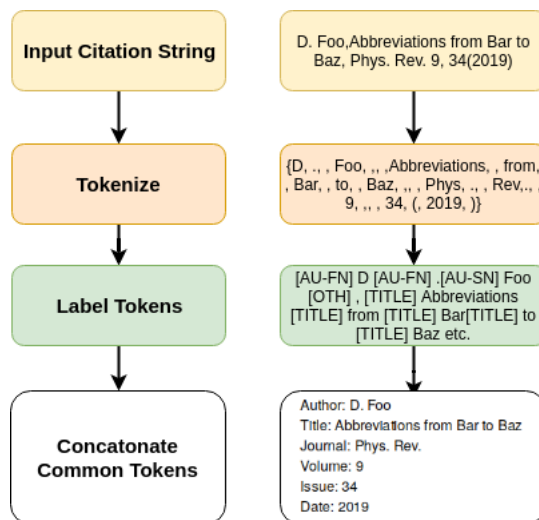 Input Citation String
D. Foo,Abbreviations from Bar to
Baz, Phys. Rev. 9, 34(2019)
Tokenize
{D, ., , Foo, ,, ,Abbreviations, , from,
, Bar, , to, , Baz, ,, , Phys, ., , Rev,., ,
9, ,, , 34, (, 2019, )}
Label Tokens
[AU-FN] D [AU-FN] .[AU-SN] Foo
[OTH] , [TITLE] Abbreviations
[TITLE] from [TITLE] Bar[TITLE] to
[TITLE] Baz etc.
Concatonate
Common Tokens
Author: D. Foo
Title: Abbreviations from Bar to Baz
Journal: Phys. Rev.
Volume: 9
Issue: 34
Date: 2019